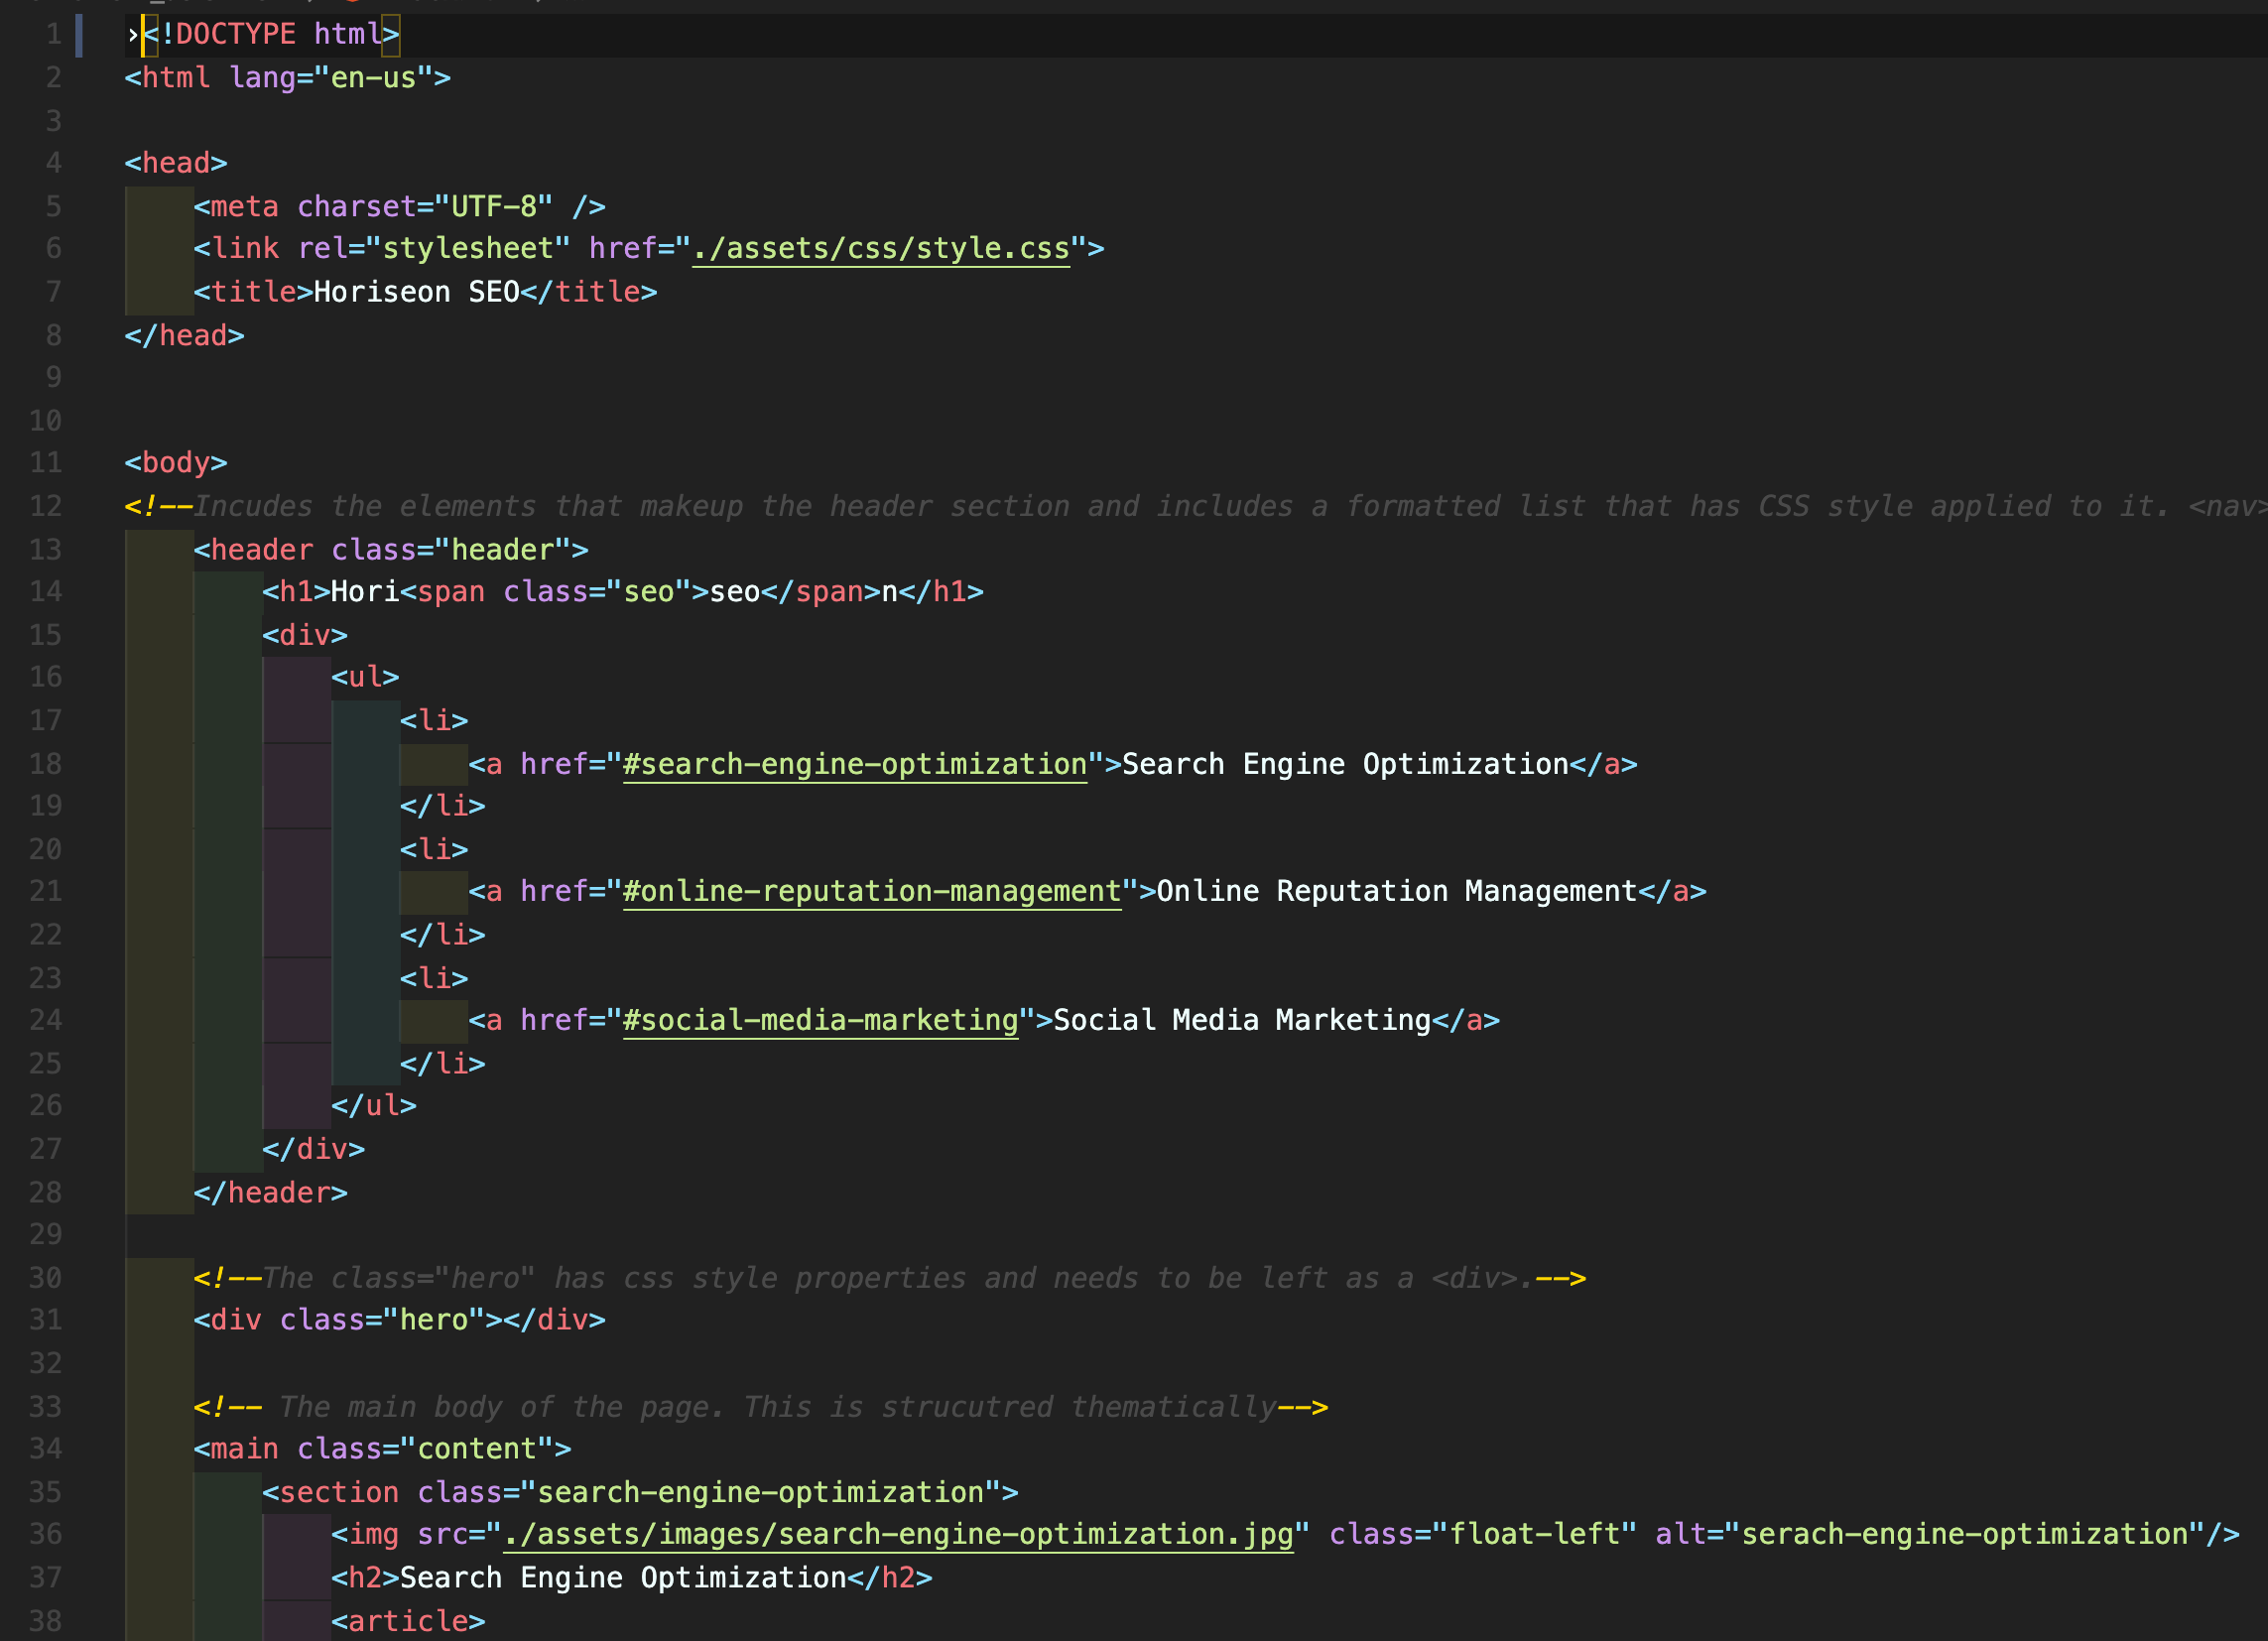 1 ›<!DOCTYPE html>
2 <html lang="en-us">
3
4 <head>
5 <meta charset="UTF-8" />
6 <link rel="stylesheet" href="./assets/css/style.css">
7 <title>Horiseon SEO</title>
8 </head>
9
10
11 <body>
12 <!--Incudes the elements that makeup the header section and includes a formatted list that has CSS style applied to it. <nav>
13 <header class="header">
14 <h1>Hori<span class="seo">seo</span>n</h1>
15 <div>
16 <ul>
17 <li>
18 <a href="#search-engine-optimization">Search Engine Optimization</a>
19 </li>
20 <li>
21 <a href="#online-reputation-management">Online Reputation Management</a>
22 </li>
23 <li>
24 <a href="#social-media-marketing">Social Media Marketing</a>
25 </li>
26 </ul>
27 </div>
28 </header>
29
30 <!--The class="hero" has css style properties and needs to be left as a <div>.-->
31 <div class="hero"></div>
32
33 <!-- The main body of the page. This is strucutred thematically-->
34 <main class="content">
35 <section class="search-engine-optimization">
36 <img src="./assets/images/search-engine-optimization.jpg" class="float-left" alt="serach-engine-optimization"/>
37 <h2>Search Engine Optimization</h2>
38 <article>